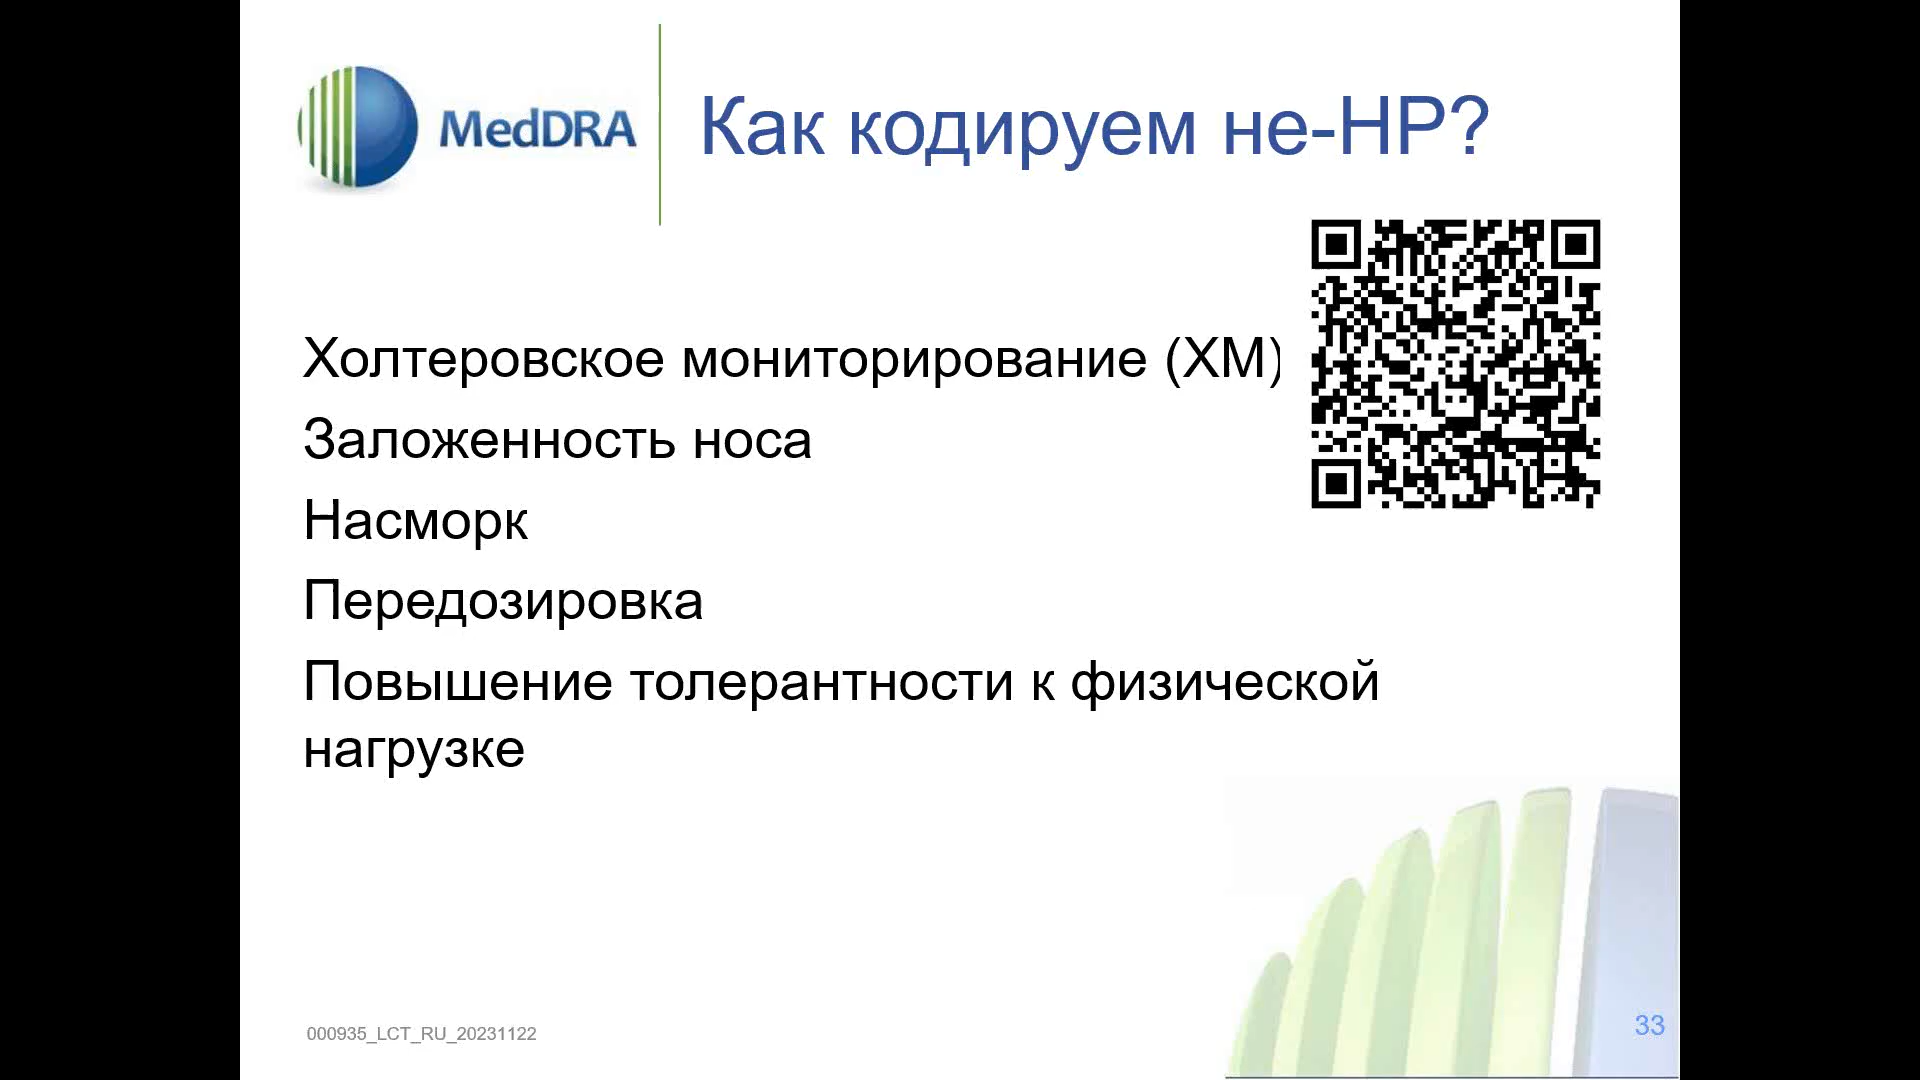 MedDRA
Как кодируем не-НР?
Холтеровское мониторирование (ХМ)
Заложенность носа
Насморк
Передозировка
Повышение толерантности к физической
нагрузке
000935_LCT_RU_20231122
33